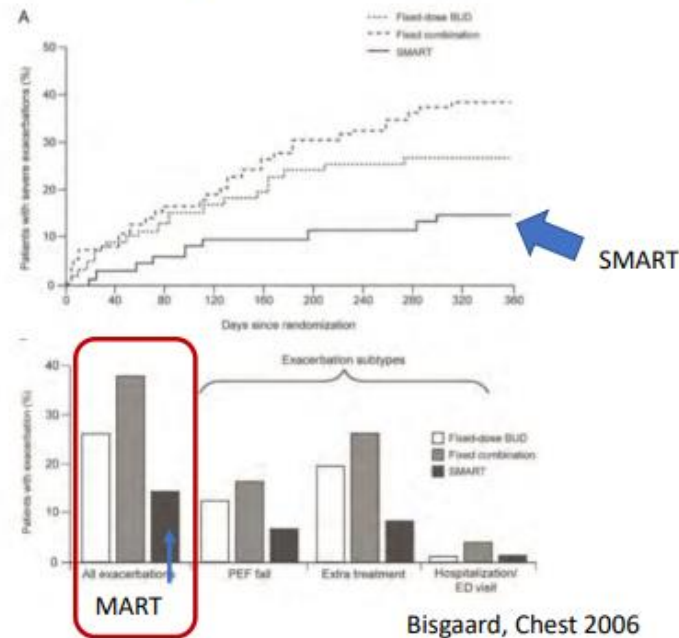 A
Fixed-dose BUD
Fixed combination
SMART
Patients with severe exacerbations (%)
50
40
30
20
10
0
0 40 80 120 160 200 240 280 320 360
Days since randomization
SMART
Exacerbation subtypes
Patients with exacerbation (%)
40
30
20
10
0
Fixed-dose BUD
Fixed combination
SMART
All exacerbations PEF fall Extra treatment Hospitalization/
ED visit
MART
Bisgaard, Chest 2006